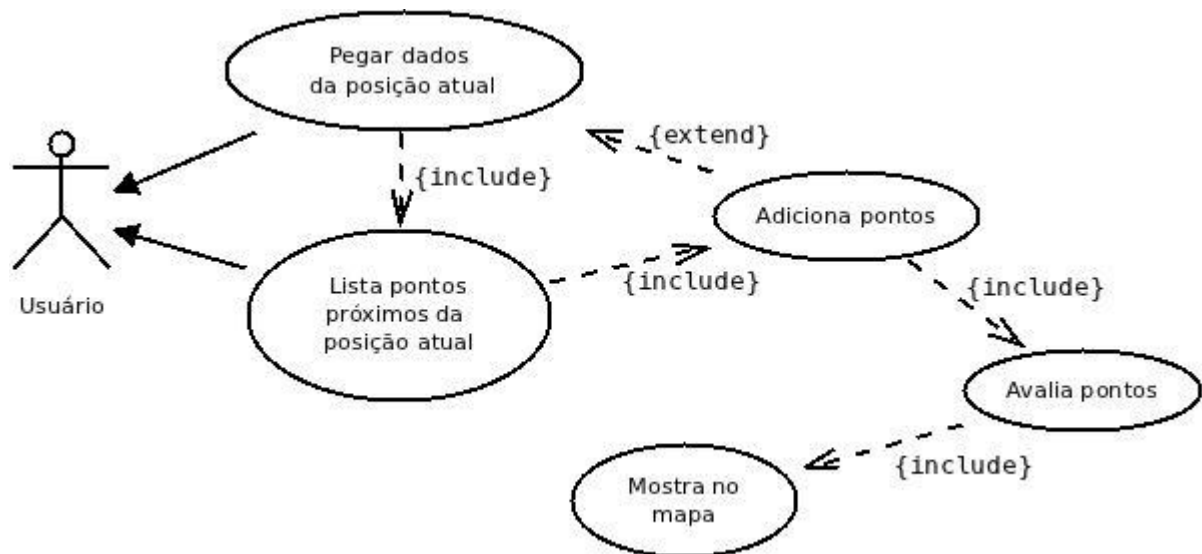 Pegar dados
da posição atual
{extend}
{include}
Adiciona pontos
Usuário
Lista pontos
próximos da
posição atual
{include}
{include}
Avalia pontos
{include}
Mostra no
mapa